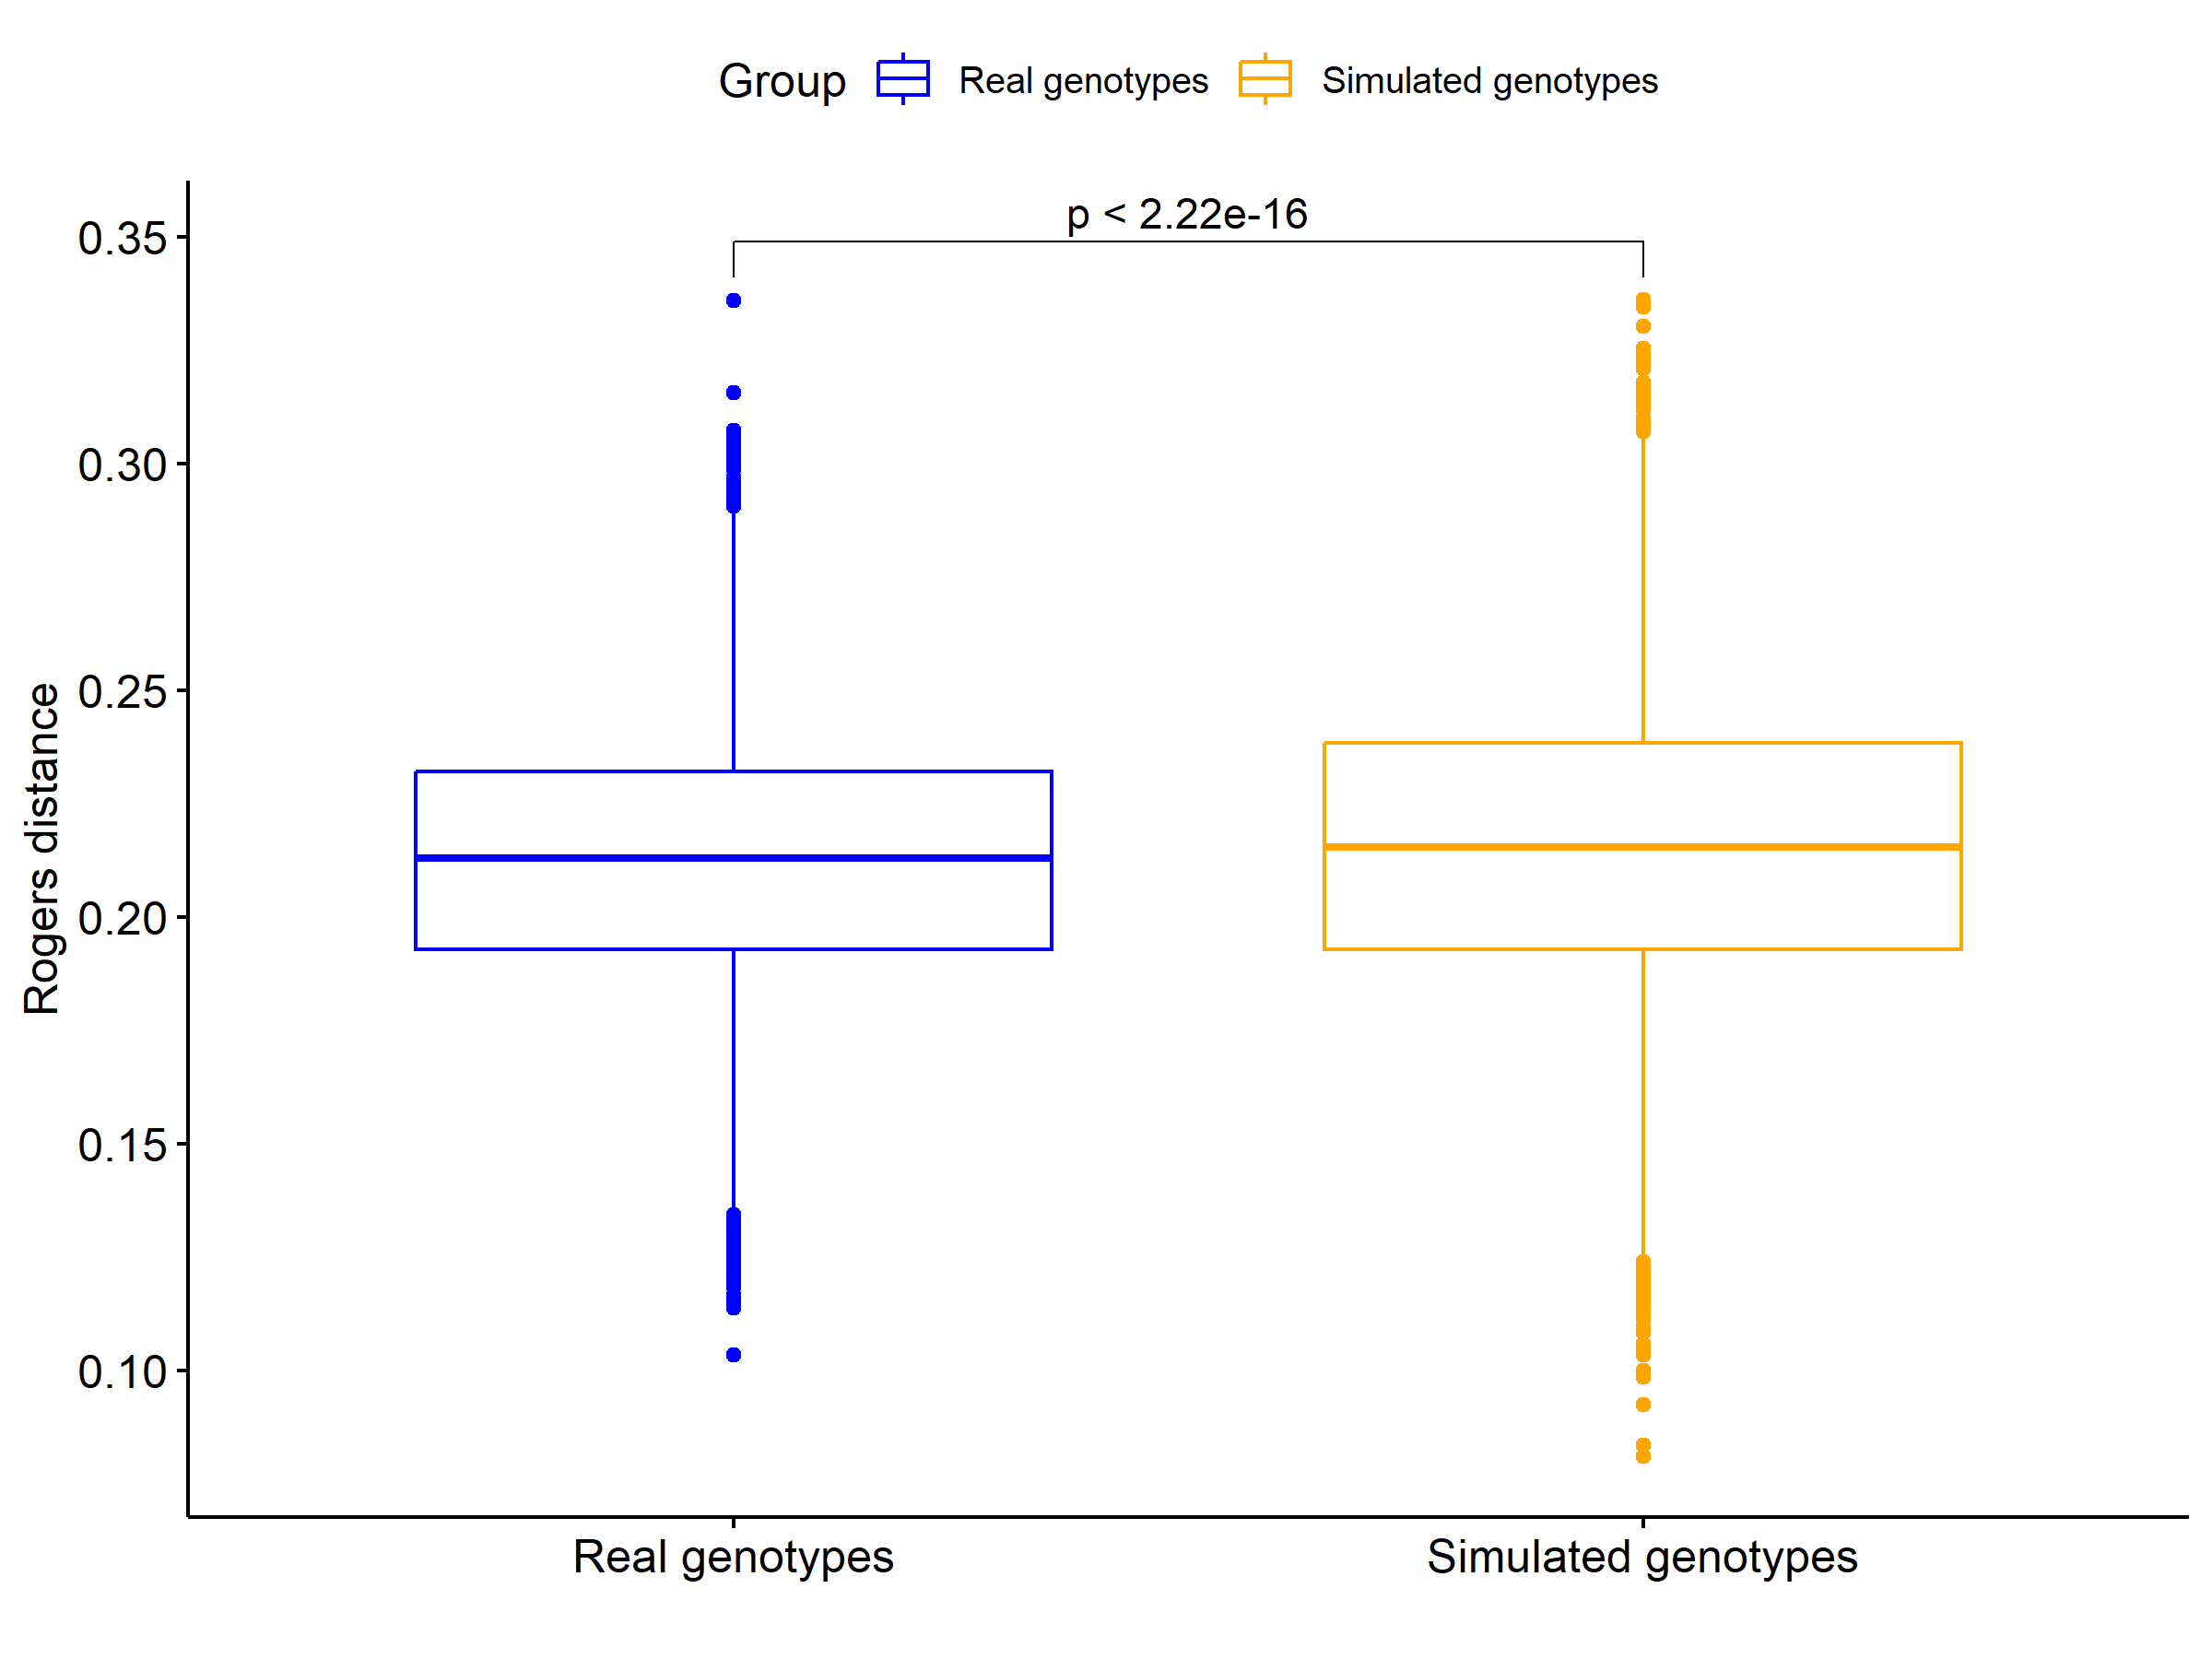 Group Real genotypes Simulated genotypes
p < 2.22e-16
0.35
0.30
0.25
0.20
0.15
0.10
Rogers distance
Real genotypes Simulated genotypes